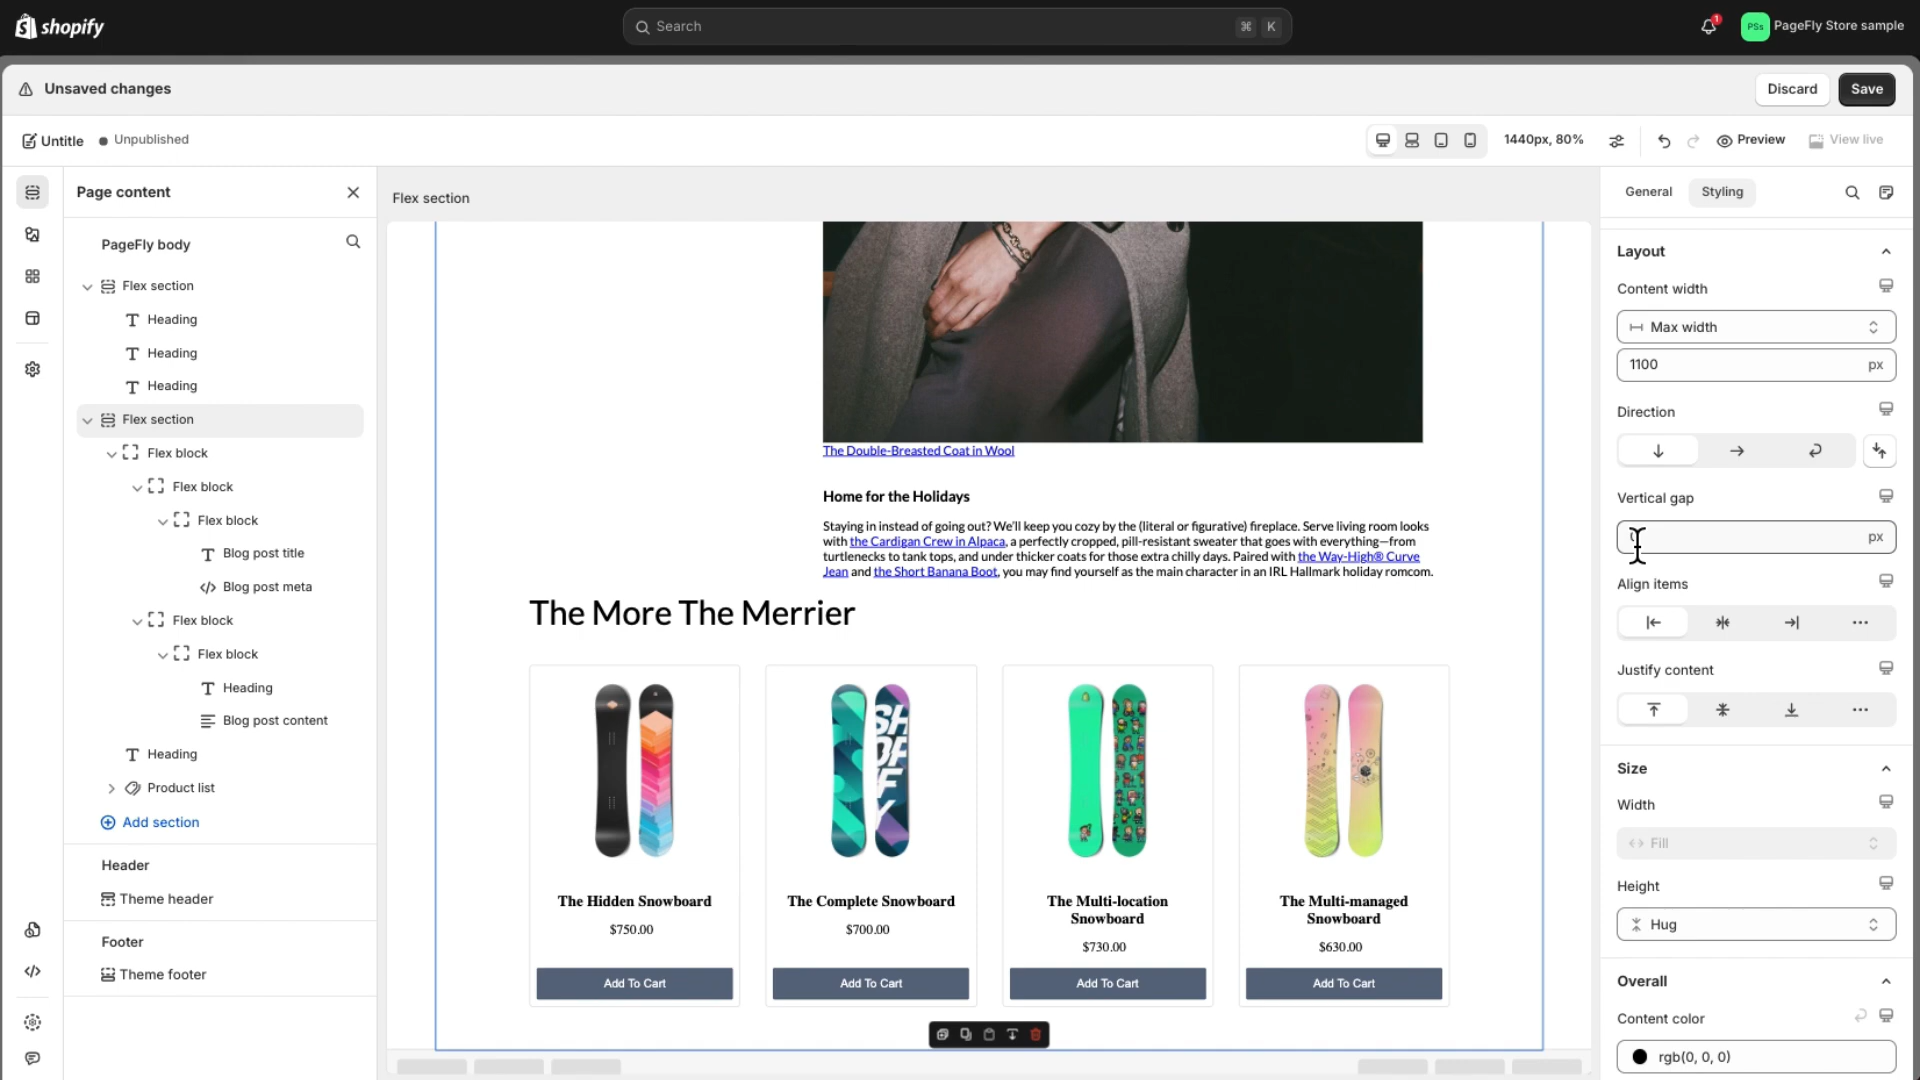 shopify
Search
⌘
K
1
PSs
PageFly Store sample
Unsaved changes
Discard
Save
Untitle
Unpublished
1440px, 80%
Preview
View live
Page content
PageFly body
Flex section
Heading
Heading
Heading
Flex section
Flex block
Flex block
Flex block
Blog post title
Blog post meta
Flex block
Flex block
Heading
Blog post content
Heading
Product list
Add section
Header
Theme header
Footer
Theme footer
Flex section
The Double-Breasted Coat in Wool
Home for the Holidays
Staying in instead of going out? We'll keep you cozy by the (literal or figurative) fireplace. Serve living room looks
with the Cardigan Crew in Alpaca, a perfectly cropped, pill-resistant sweater that goes with everything—from
turtlenecks to tank tops, and under thicker coats for those extra chilly days. Paired with the Way-High® Curve
Jean and the Short Banana Boot, you may find yourself as the main character in an IRL Hallmark holiday romcom.
The More The Merrier
SH
OF
FY
The Hidden Snowboard
$750.00
Add To Cart
The Complete Snowboard
$700.00
Add To Cart
The Multi-location
Snowboard
$730.00
Add To Cart
The Multi-managed
Snowboard
$630.00
Add To Cart
General
Styling
Layout
Content width
Max width
1100
px
Direction
Vertical gap
px
Align items
Justify content
Size
Width
Fill
Height
Hug
Overall
Content color
rgb(0, 0, 0)